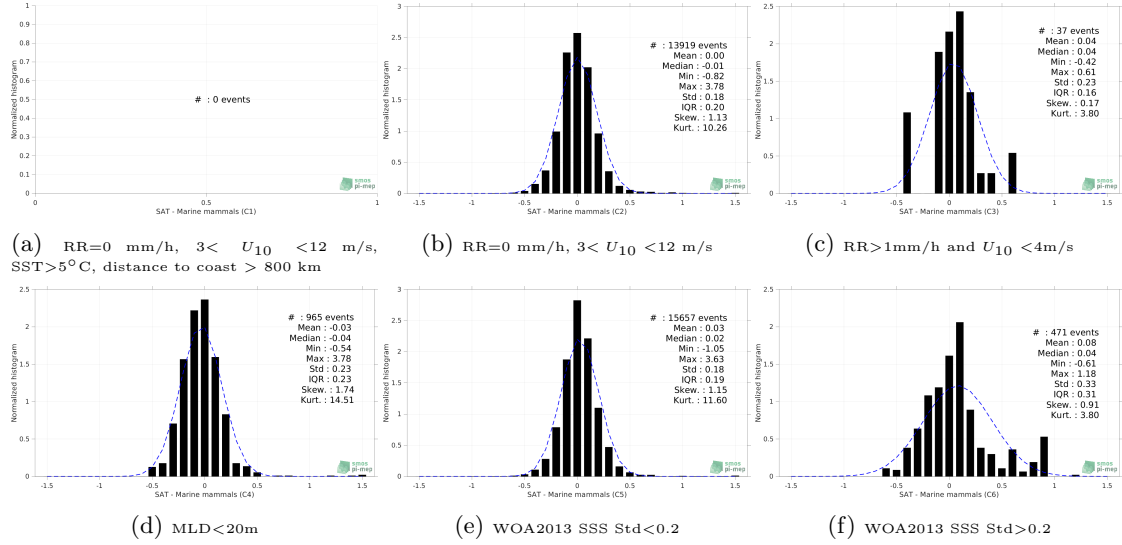 1
0.9
0.8
0.7
0.6
0.5
0.4
0.3
0.2
0.1
0
Normalized histogram
# : 0 events
0 0.5 1
SAT - Marine mammals (C1)
smos
pi-mep
(a) RR=0 mm/h, 3< U10 <12 m/s,
SST>5°C, distance to coast > 800 km
3
2.5
2
1.5
1
0.5
0
Normalized histogram
# : 13919 events
Mean : 0.00
Median : -0.01
Min : -0.82
Max : 3.78
Std : 0.18
IQR : 0.20
Skew. : 1.13
Kurt. : 10.26
-1.5 -1 -0.5 0 0.5 1 1.5
SAT - Marine mammals (C2)
smos
pi-mep
(b) RR=0 mm/h, 3< U10 <12 m/s
2.5
2
1.5
1
0.5
0
Normalized histogram
# : 37 events
Mean : 0.04
Median : 0.04
Min : -0.42
Max : 0.61
Std : 0.23
IQR : 0.16
Skew. : 0.17
Kurt. : 3.80
-1.5 -1 -0.5 0 0.5 1 1.5
SAT - Marine mammals (C3)
smos
pi-mep
(c) RR>1mm/h and U10 <4m/s
2.5
2
1.5
1
0.5
0
Normalized histogram
# : 965 events
Mean : -0.03
Median : -0.04
Min : -0.54
Max : 3.78
Std : 0.23
IQR : 0.23
Skew. : 1.74
Kurt. : 14.51
-1.5 -1 -0.5 0 0.5 1 1.5
SAT - Marine mammals (C4)
smos
pi-mep
(d) MLD<20m
3
2.5
2
1.5
1
0.5
0
Normalized histogram
# : 15657 events
Mean : 0.03
Median : 0.02
Min : -1.05
Max : 3.63
Std : 0.18
IQR : 0.19
Skew. : 1.15
Kurt. : 11.60
-1.5 -1 -0.5 0 0.5 1 1.5
SAT - Marine mammals (C5)
smos
pi-mep
(e) WOA2013 SSS Std<0.2
2.5
2
1.5
1
0.5
0
Normalized histogram
# : 471 events
Mean : 0.08
Median : 0.04
Min : -0.61
Max : 1.18
Std : 0.33
IQR : 0.31
Skew. : 0.91
Kurt. : 3.80
-1.5 -1 -0.5 0 0.5 1 1.5
SAT - Marine mammals (C6)
smos
pi-mep
(f) WOA2013 SSS Std>0.2